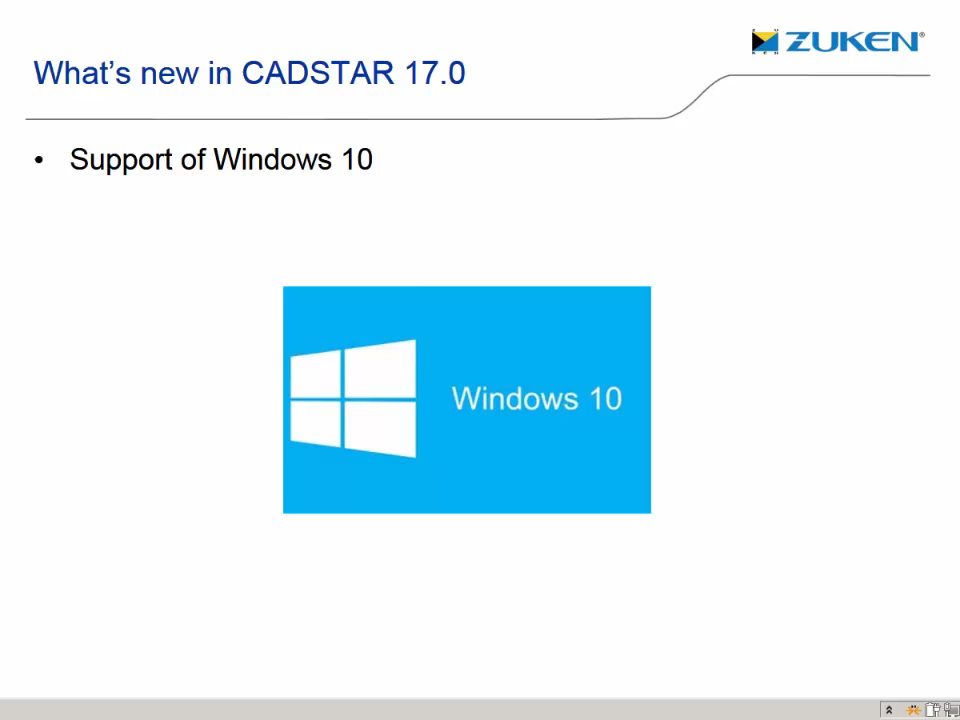 ZUKEN®
What's new in CADSTAR 17.0
• Support of Windows 10
Windows 10